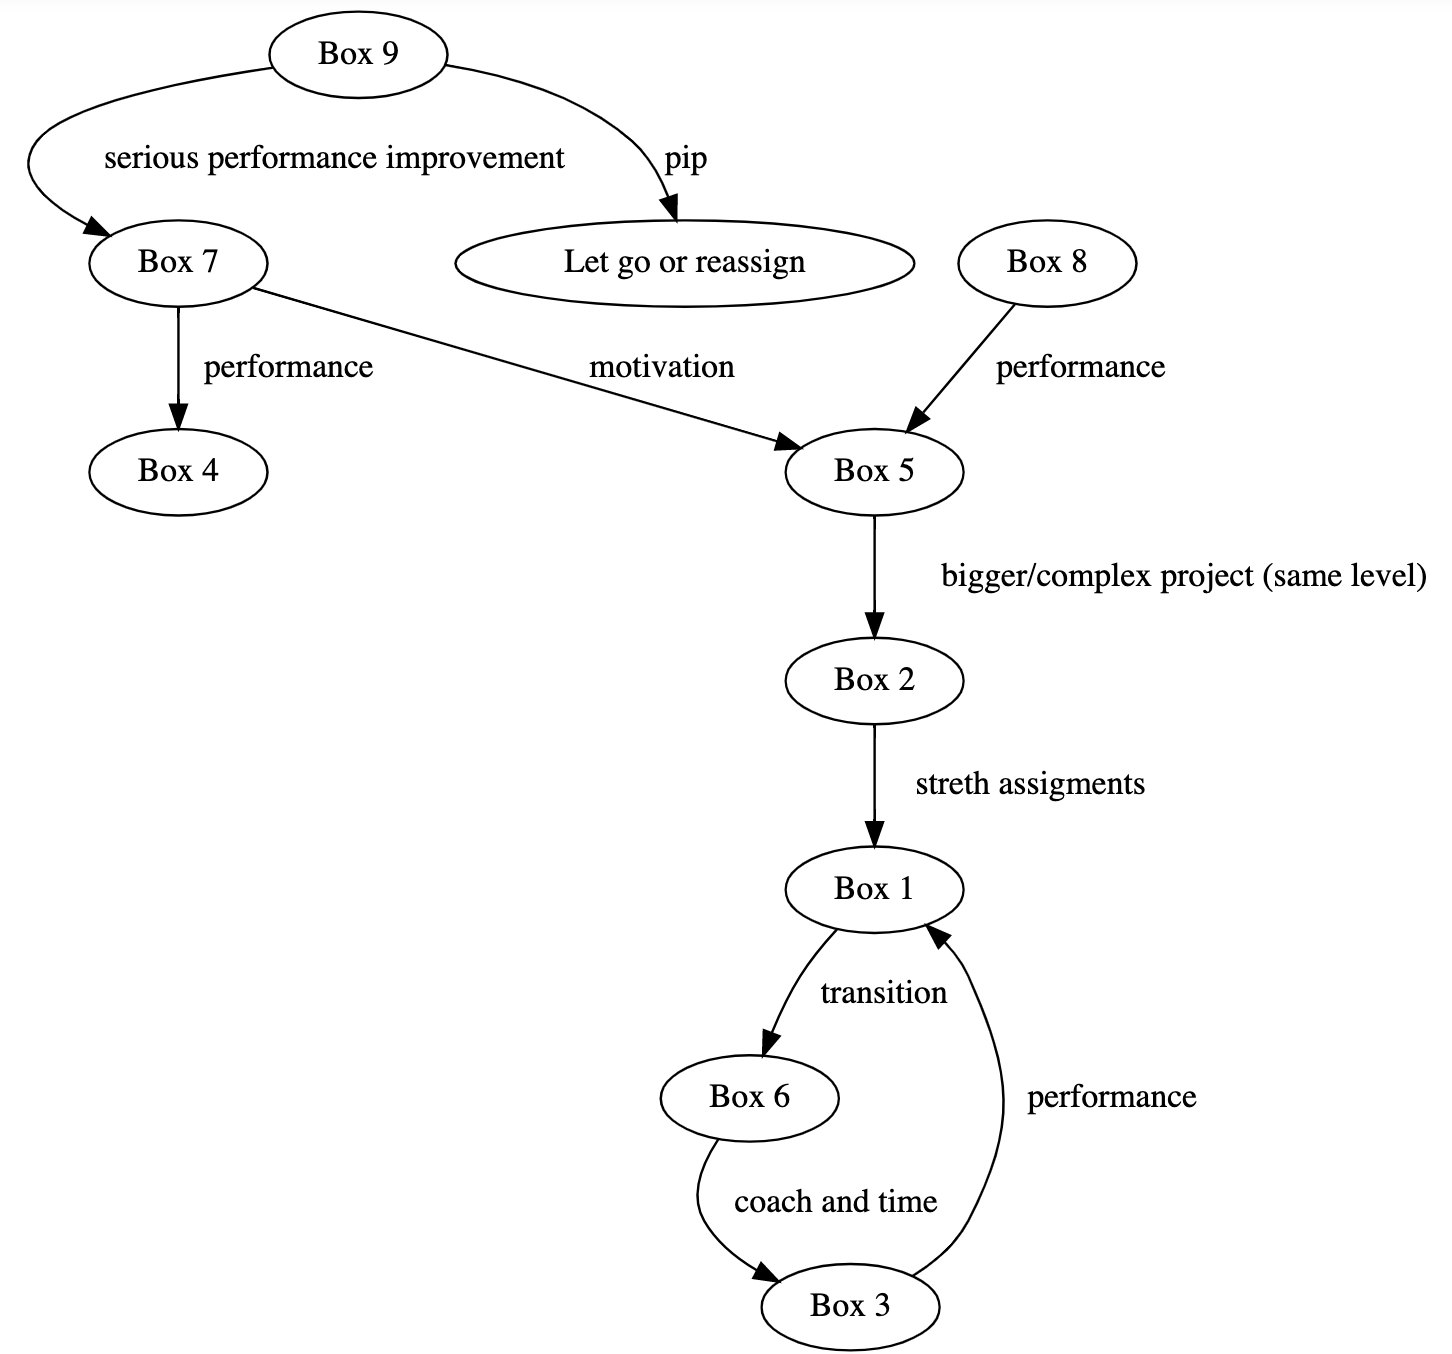 Box 9
serious performance improvement
pip
Box 7
Let go or reassign
Box 8
performance
motivation
performance
Box 4
Box 5
bigger/complex project (same level)
Box 2
streth assigments
Box 1
transition
Box 6
performance
coach and time
Box 3